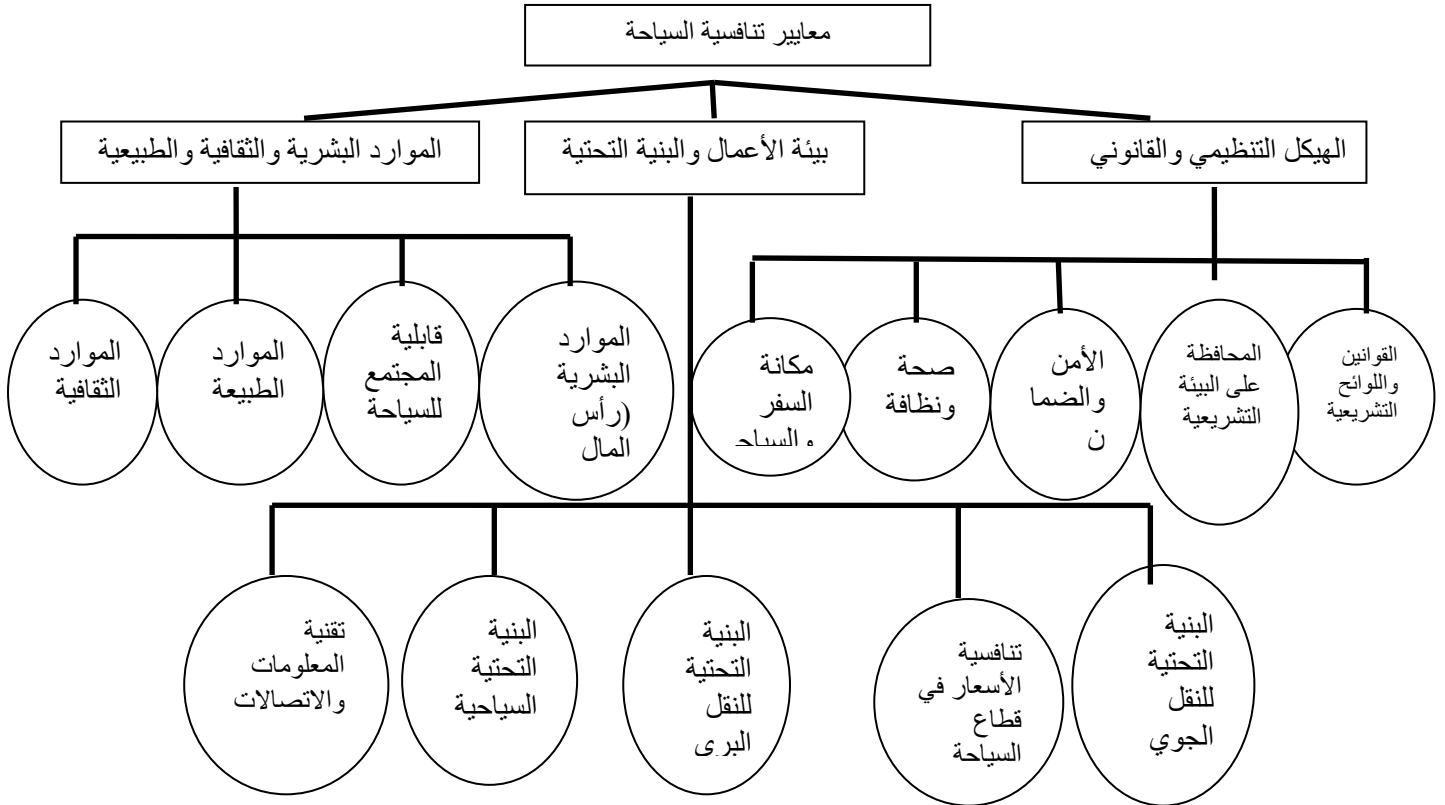 معايير تنافسية السياحة
الهيكل التنظيمي والقانوني
بيئة الأعمال والبنية التحتية
الموارد البشرية والثقافية والطبيعية
القوانين
واللوائح
التشريعية
المحافظة
على البيئة
التشريعية
الأمن
والضما
ن
صحة
ونظافة
مكانة
السفر
والسياح
الموارد
البشرية
(رأس
المال
قابلية
المجتمع
للسياحة
الموارد
الطبيعة
الموارد
الثقافية
البنية
التحتية
للنقل
الجوي
تنافسية
الأسعار في
قطاع
السياحة
البنية
التحتية
للنقل
البري
البنية
التحتية
السياحية
تقنية
المعلومات
والاتصالات